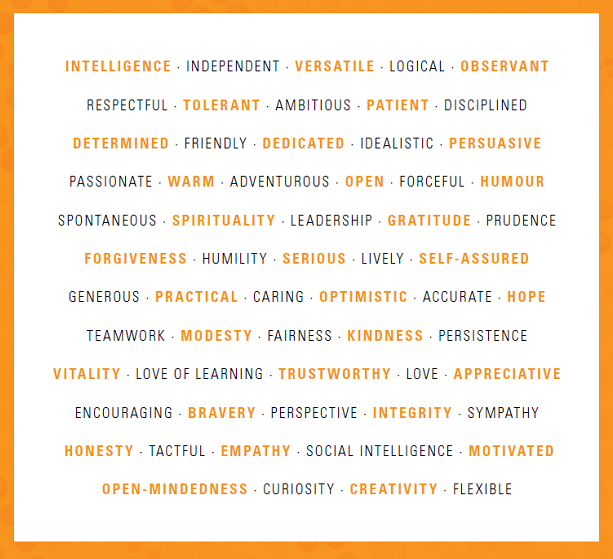 INTELLIGENCE · INDEPENDENT · VERSATILE · LOGICAL · OBSERVANT
RESPECTFUL · TOLERANT · AMBITIOUS · PATIENT · DISCIPLINED
DETERMINED · FRIENDLY · DEDICATED · IDEALISTIC · PERSUASIVE
PASSIONATE · WARM · ADVENTUROUS · OPEN · FORCEFUL · HUMOUR
SPONTANEOUS · SPIRITUALITY · LEADERSHIP · GRATITUDE · PRUDENCE
FORGIVENESS · HUMILITY · SERIOUS · LIVELY · SELF-ASSURED
GENEROUS · PRACTICAL · CARING · OPTIMISTIC · ACCURATE · HOPE
TEAMWORK · MODESTY · FAIRNESS · KINDNESS · PERSISTENCE
VITALITY · LOVE OF LEARNING · TRUSTWORTHY · LOVE · APPRECIATIVE
ENCOURAGING · BRAVERY · PERSPECTIVE · INTEGRITY · SYMPATHY
HONESTY · TACTFUL · EMPATHY · SOCIAL INTELLIGENCE · MOTIVATED
OPEN-MINDEDNESS · CURIOSITY · CREATIVITY · FLEXIBLE